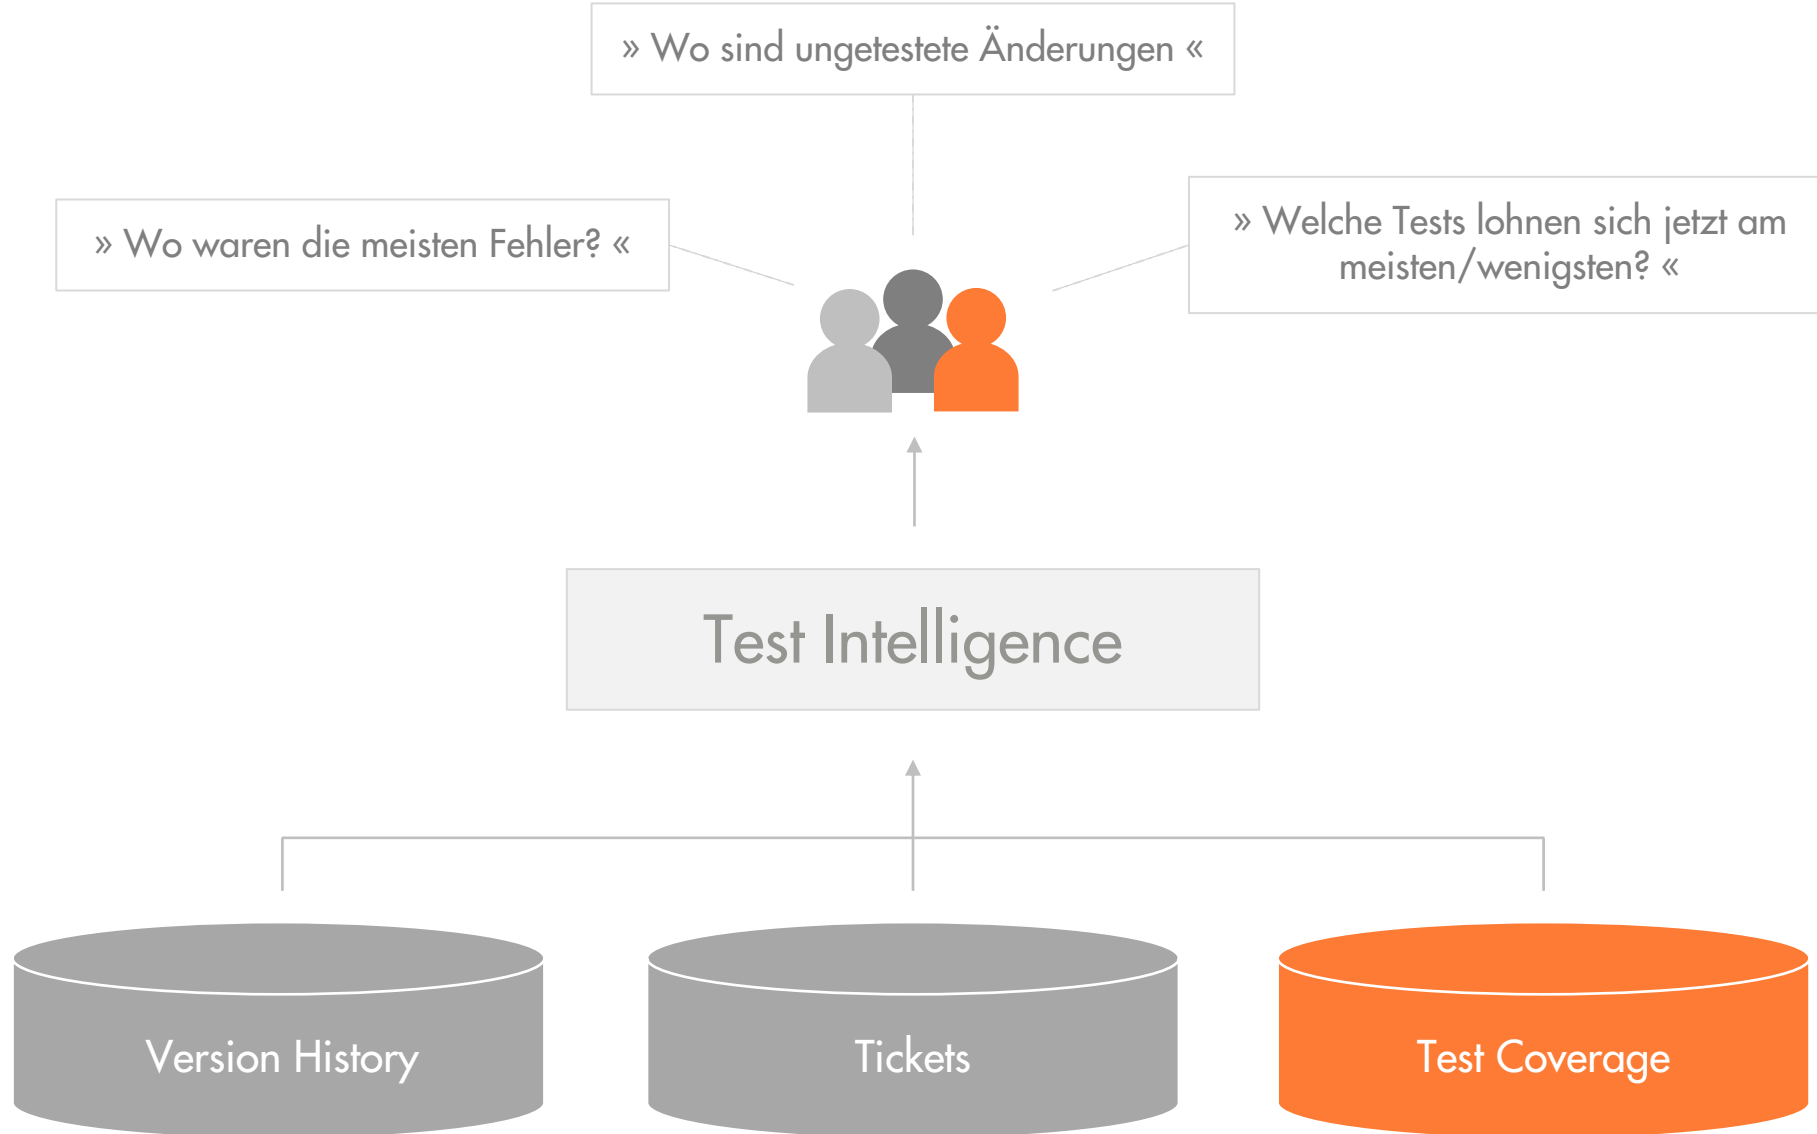 » Wo sind ungetestete Änderungen «
» Wo waren die meisten Fehler? «
» Welche Tests lohnen sich jetzt am
meisten/wenigsten? «
Test Intelligence
Version History
Tickets
Test Coverage